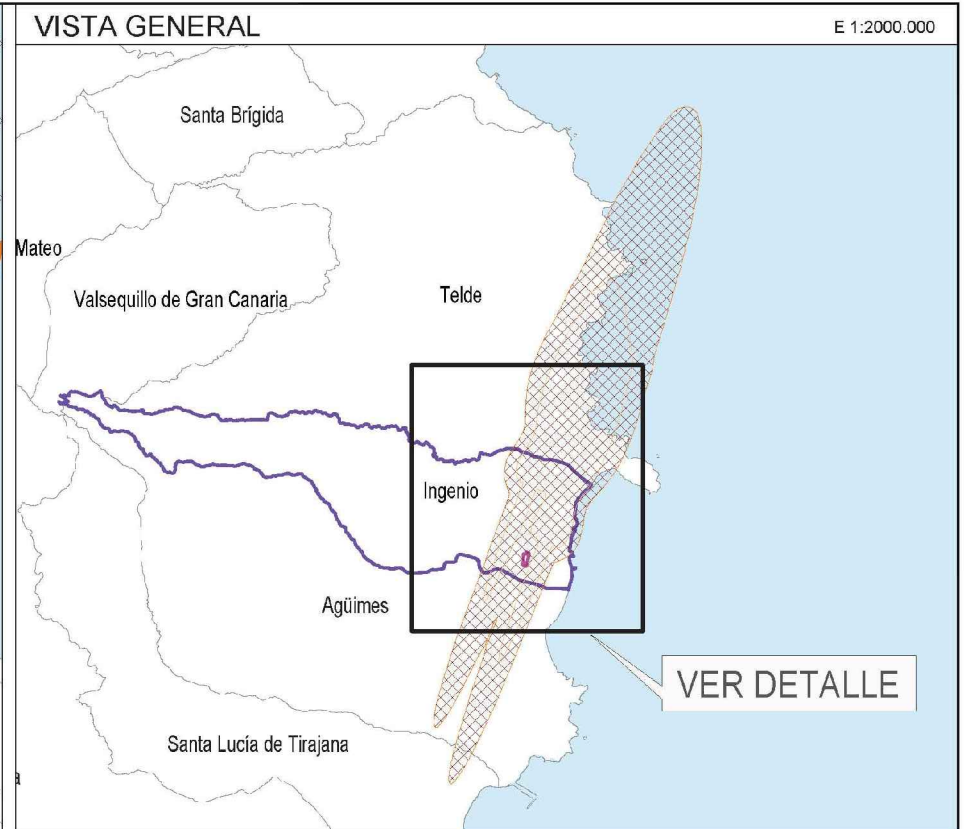 VISTA GENERAL
E 1:2000.000
Santa Brígida
Mateo
Valsequillo de Gran Canaria
Telde
Ingenio
Agüimes
VER DETALLE
Santa Lucía de Tirajana
a